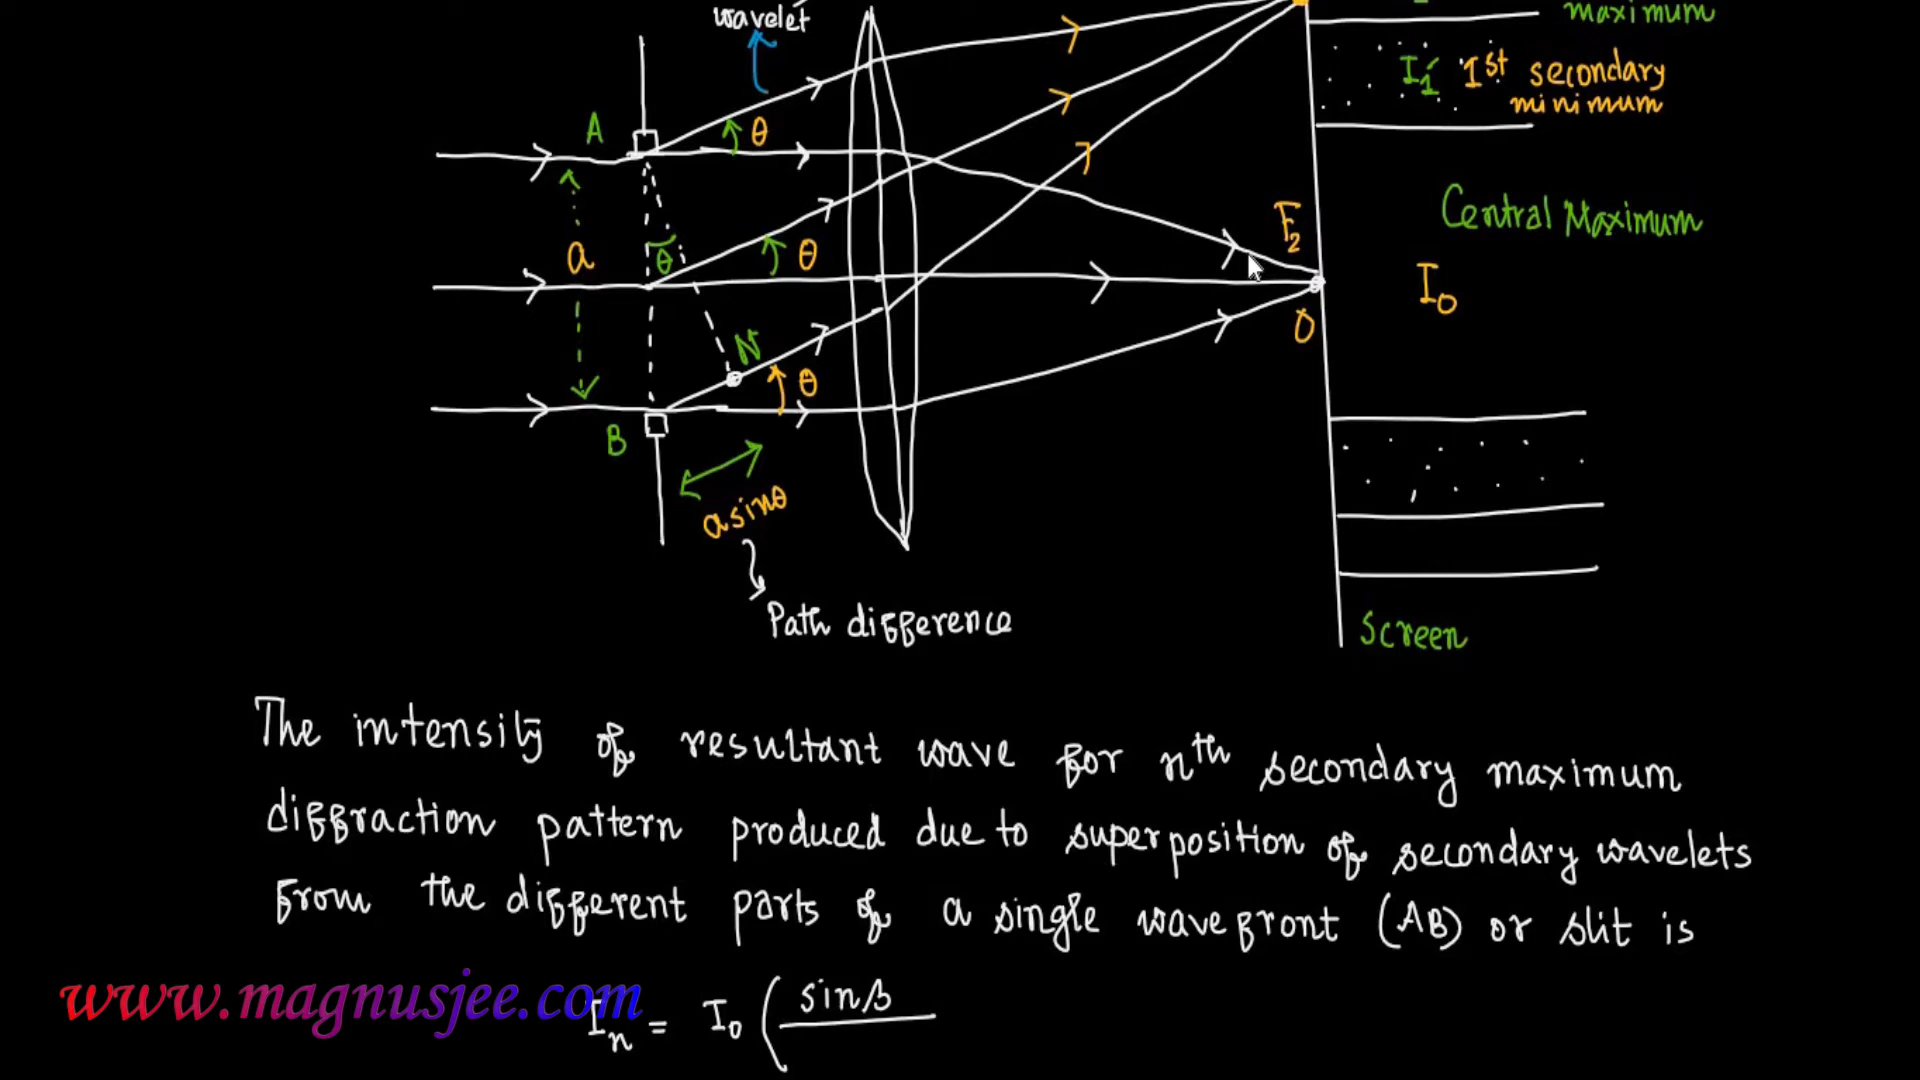 wavelet
maximum
I₁′ Iˢᵗ secondary
minimum
A
θ
Central Maximum
F₂
a
θ
θ
I₀
O
N
θ
B
a sinθ
Path difference
Screen
The intensity of resultant wave for nᵗʰ secondary maximum
diffraction pattern produced due to superposition of secondary wavelets
from the different parts of a single wavefront (AB) or slit is
www.magnusjee.com
Iₙ = I₀ ( sinβ